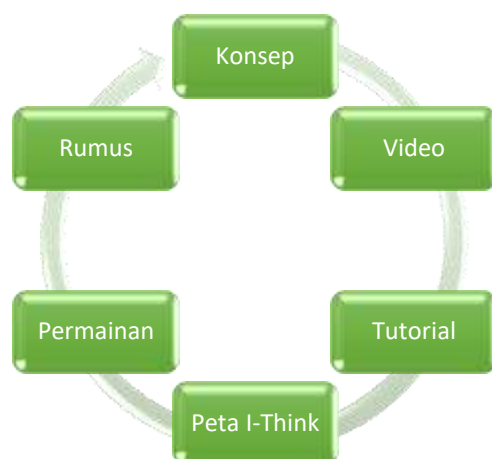 Konsep
Video
Tutorial
Peta I-Think
Permainan
Rumus